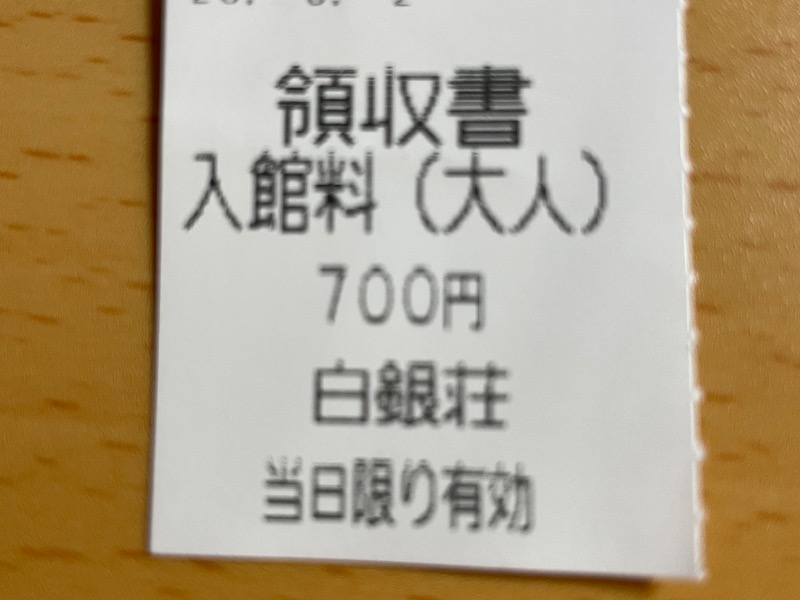 領収書
入館料(大人)
700円
白銀荘
当日限り有効